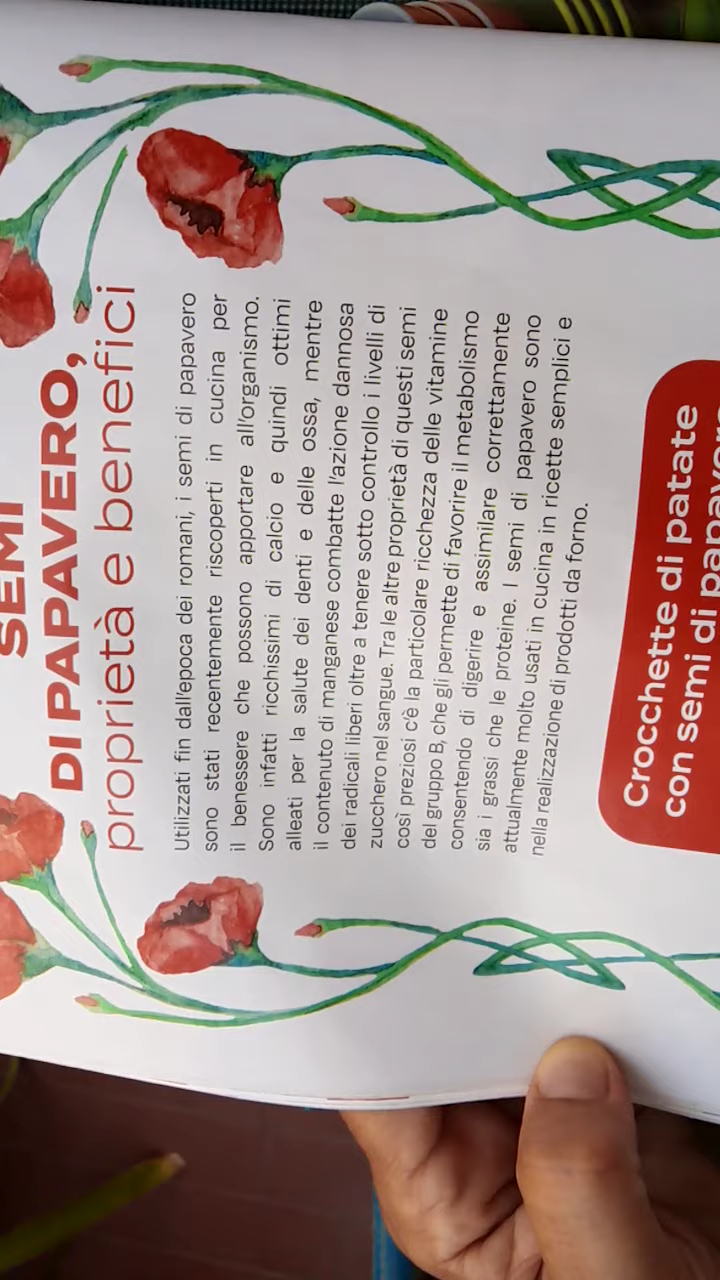 SEMI
DI PAPAVERO,
proprietà e benefici
Utilizzati fin dall'epoca dei romani, i semi di papavero
sono stati recentemente riscoperti in cucina per
il benessere che possono apportare all'organismo.
Sono infatti ricchissimi di calcio e quindi ottimi
alleati per la salute dei denti e delle ossa, mentre
il contenuto di manganese combatte l'azione dannosa
dei radicali liberi oltre a tenere sotto controllo i livelli di
zucchero nel sangue. Tra le altre proprietà di questi semi
così preziosi c'è la particolare ricchezza delle vitamine
del gruppo B, che gli permette di favorire il metabolismo
consentendo di digerire e assimilare correttamente
sia i grassi che le proteine. I semi di papavero sono
attualmente molto usati in cucina in ricette semplici e
nella realizzazione di prodotti da forno.
Crocchette di patate
con semi di papavero